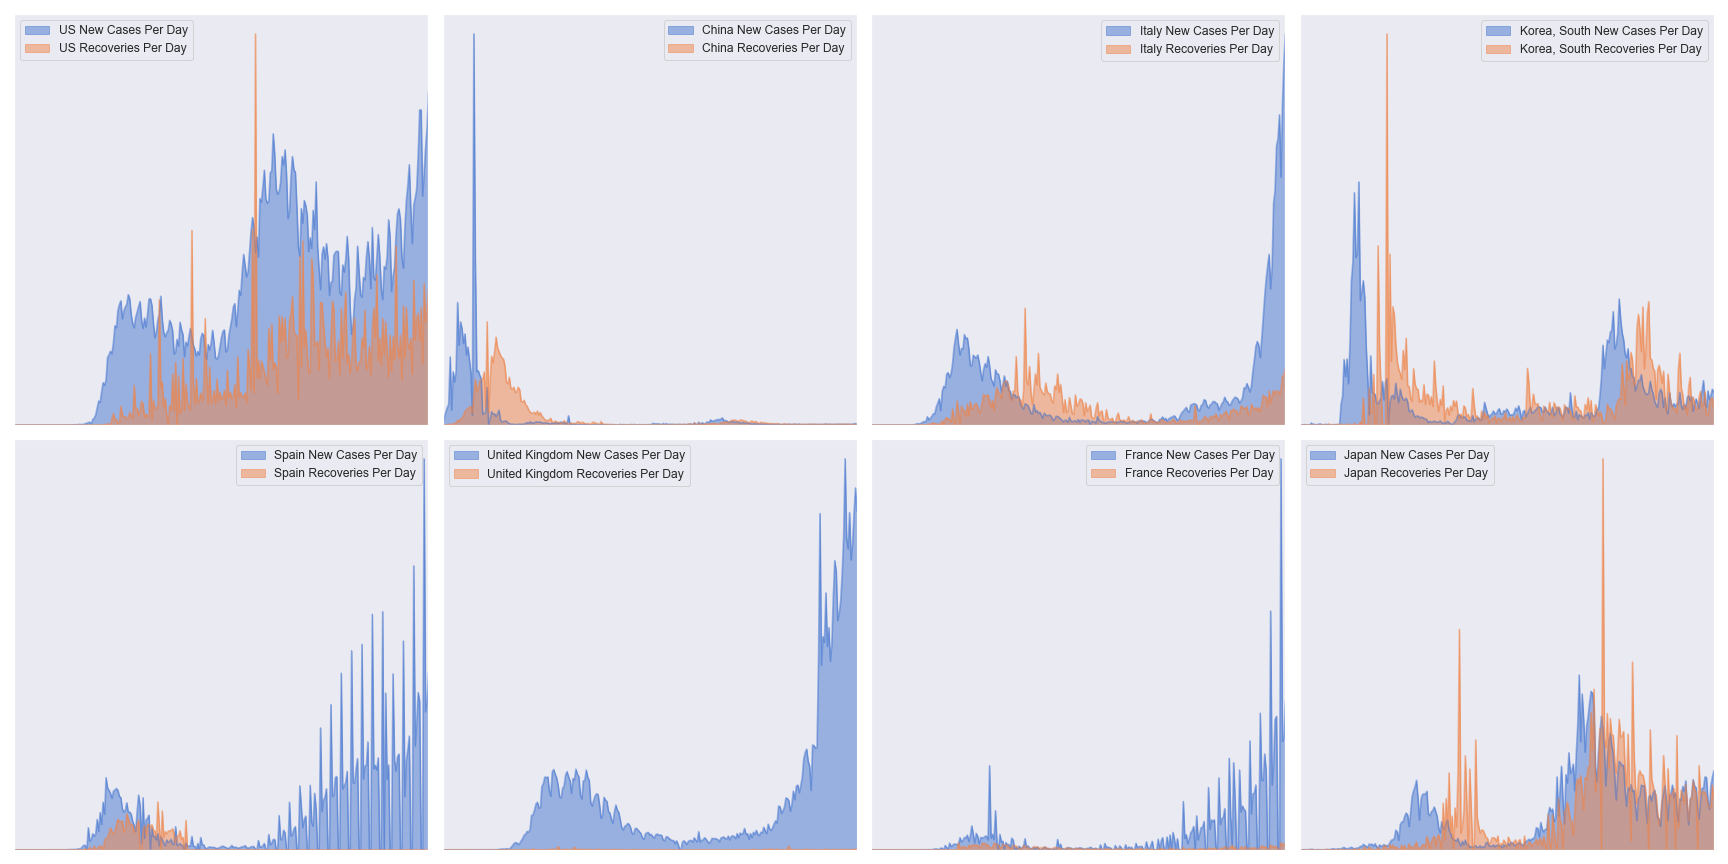 US New Cases Per Day
US Recoveries Per Day
China New Cases Per Day
China Recoveries Per Day
Italy New Cases Per Day
Italy Recoveries Per Day
Korea, South New Cases Per Day
Korea, South Recoveries Per Day
Spain New Cases Per Day
Spain Recoveries Per Day
United Kingdom New Cases Per Day
United Kingdom Recoveries Per Day
France New Cases Per Day
France Recoveries Per Day
Japan New Cases Per Day
Japan Recoveries Per Day